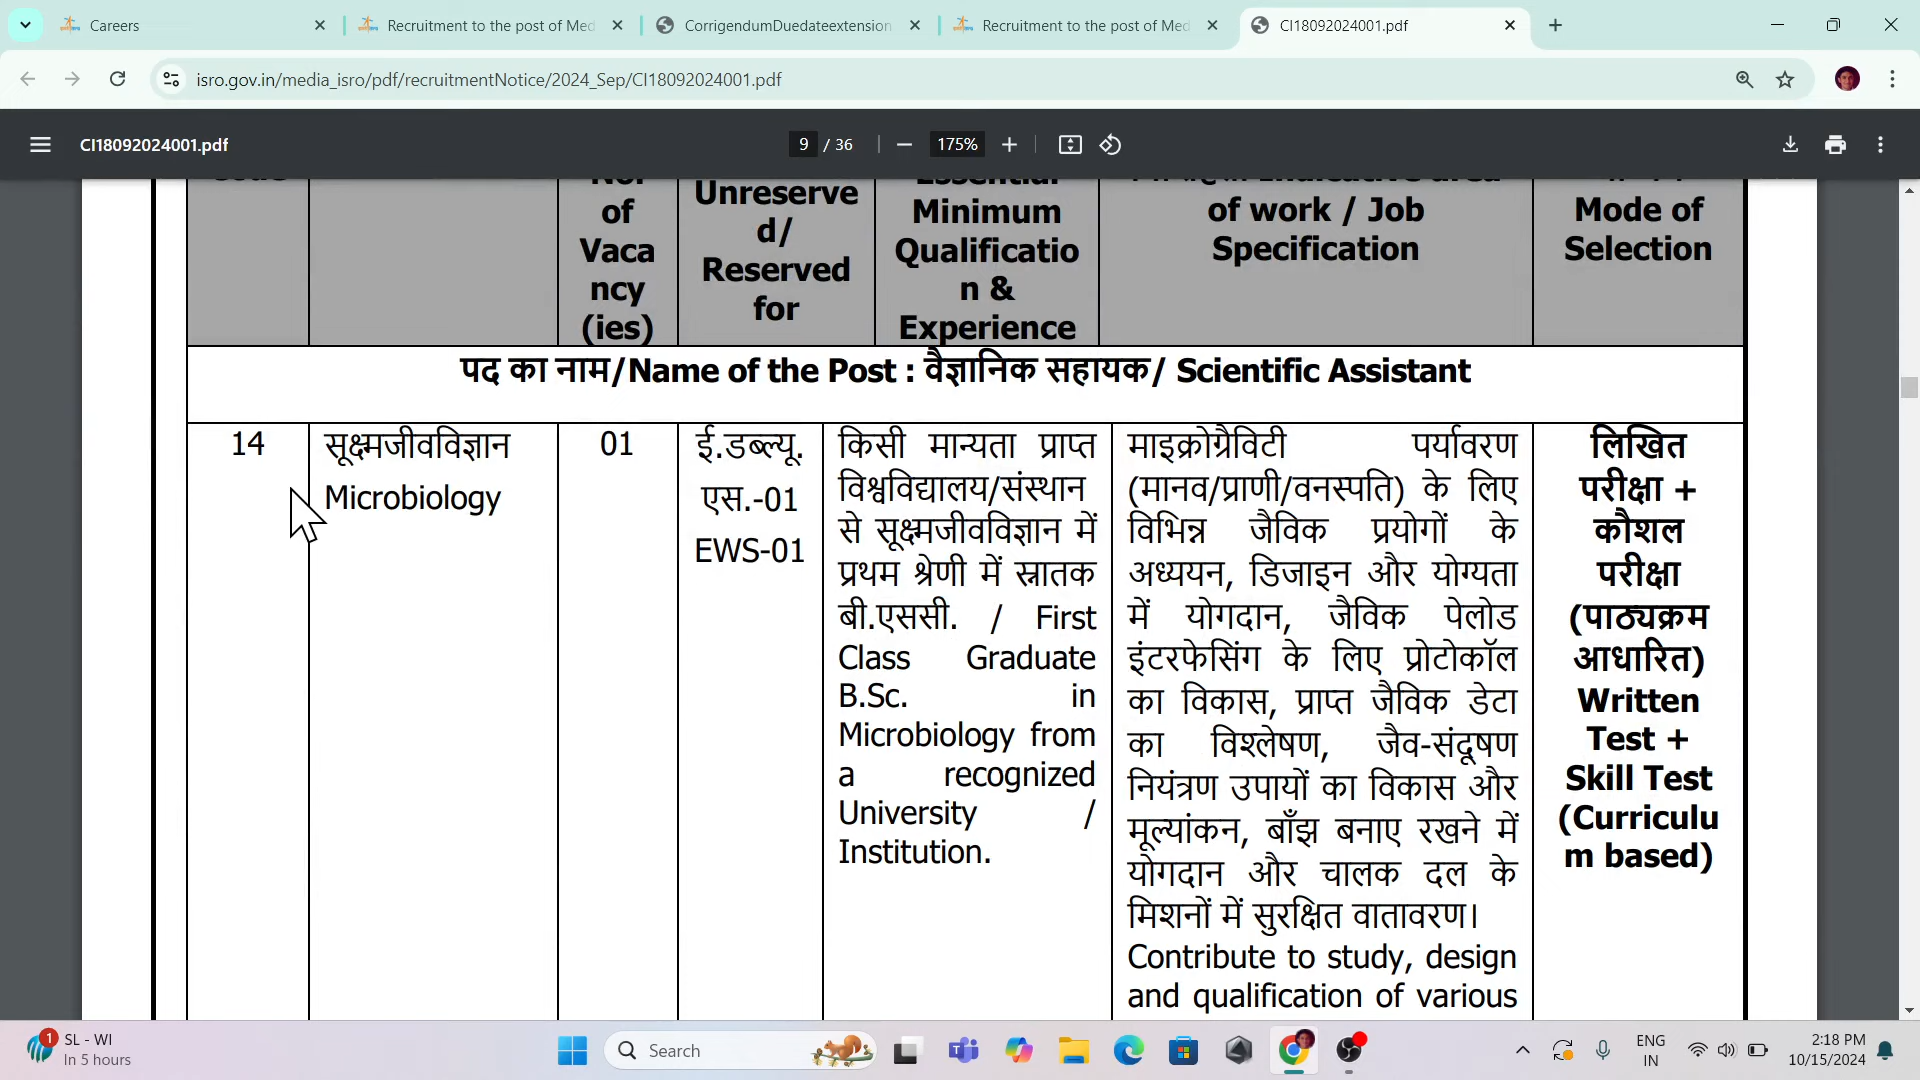 Careers
Recruitment to the post of Med
CorrigendumDuedateextension
Recruitment to the post of Med
CI18092024001.pdf
isro.gov.in/media_isro/pdf/recruitmentNotice/2024_Sep/CI18092024001.pdf
CI18092024001.pdf
9 / 36
175%
of
Vaca
ncy
(ies)
Unreserve
d/
Reserved
for
Essential
Minimum
Qualificatio
n &
Experience
of work / Job
Specification
Mode of
Selection
पद का नाम/Name of the Post : वैज्ञानिक सहायक/ Scientific Assistant
14
सूक्ष्मजीवविज्ञान
Microbiology
01
ई.डब्ल्यू.
एस.-01
EWS-01
किसी मान्यता प्राप्त
विश्वविद्यालय/संस्थान
से सूक्ष्मजीवविज्ञान में
प्रथम श्रेणी में स्नातक
बी.एससी. / First
Class Graduate
B.Sc. in
Microbiology from
a recognized
University /
Institution.
माइक्रोग्रैविटी पर्यावरण
(मानव/प्राणी/वनस्पति) के लिए
विभिन्न जैविक प्रयोगों के
अध्ययन, डिजाइन और योग्यता
में योगदान, जैविक पेलोड
इंटरफेसिंग के लिए प्रोटोकॉल
का विकास, प्राप्त जैविक डेटा
का विश्लेषण, जैव-संदूषण
नियंत्रण उपायों का विकास और
मूल्यांकन, बाँझ बनाए रखने में
योगदान और चालक दल के
मिशनों में सुरक्षित वातावरण।
Contribute to study, design
and qualification of various
लिखित
परीक्षा +
कौशल
परीक्षा
(पाठ्यक्रम
आधारित)
Written
Test +
Skill Test
(Curriculu
m based)
1
SL - WI
In 5 hours
Search
ENG
IN
2:18 PM
10/15/2024